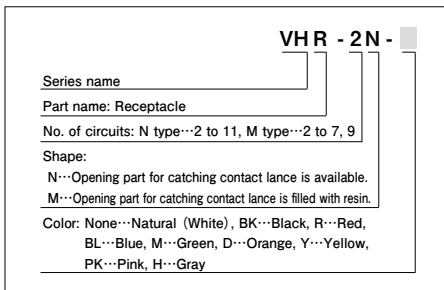 VH R - 2 N -
Series name
Part name: Receptacle
No. of circuits: N type…2 to 11, M type…2 to 7, 9
Shape:
N…Opening part for catching contact lance is available.
M…Opening part for catching contact lance is filled with resin.
Color: None…Natural (White), BK…Black, R…Red,
BL…Blue, M…Green, D…Orange, Y…Yellow,
PK…Pink, H…Gray